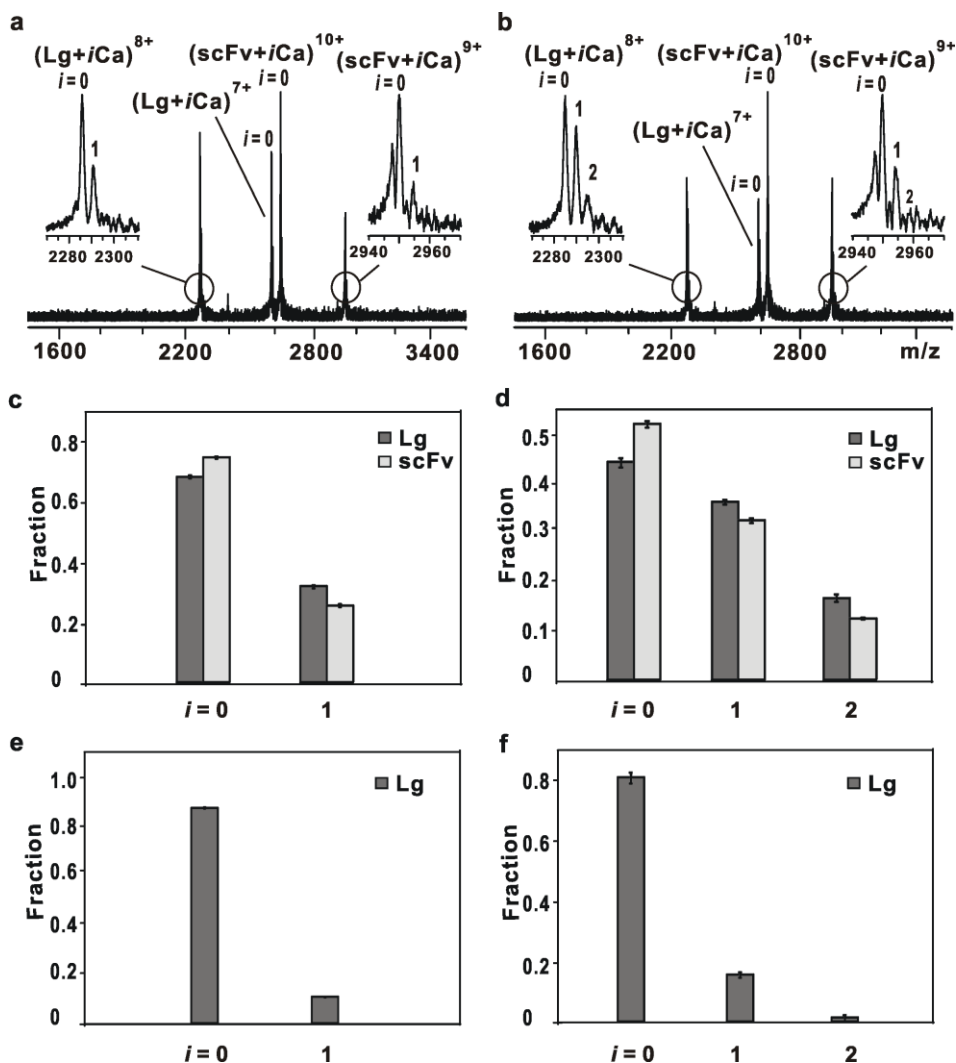 a
(Lg+iCa)8+
i=0
1
2280 2300
(Lg+iCa)7+
i=0
(scFv+iCa)10+
i=0
(scFv+iCa)9+
i=0
1
2940 2960
1600 2200 2800 3400
b
(Lg+iCa)8+
i=0
1
2
2280 2300
(Lg+iCa)7+
i=0
(scFv+iCa)10+
i=0
(scFv+iCa)9+
i=0
1
2
2940 2960
1600 2200 2800 m/z
c
Fraction
0.8
0.6
0.4
0.2
0
Lg
scFv
i = 0 1
d
Fraction
0.5
0.4
0.3
0.2
0.1
0
Lg
scFv
i = 0 1 2
e
Fraction
1.0
0.8
0.6
0.4
0.2
0
Lg
i = 0 1
f
Fraction
0.8
0.6
0.4
0.2
0
Lg
i = 0 1 2